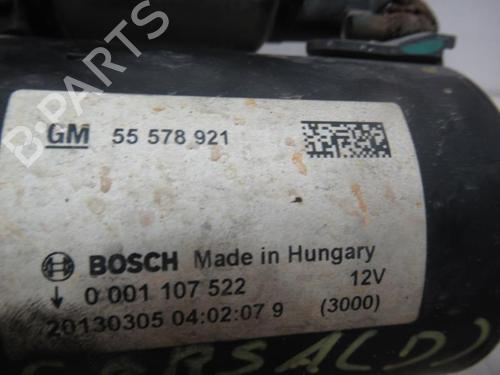 GM 55 578 921
BOSCH Made in Hungary
0 001 107 522 12V
20130305 04:02:07 9 (3000)
CORSA(D)
B-PARTS